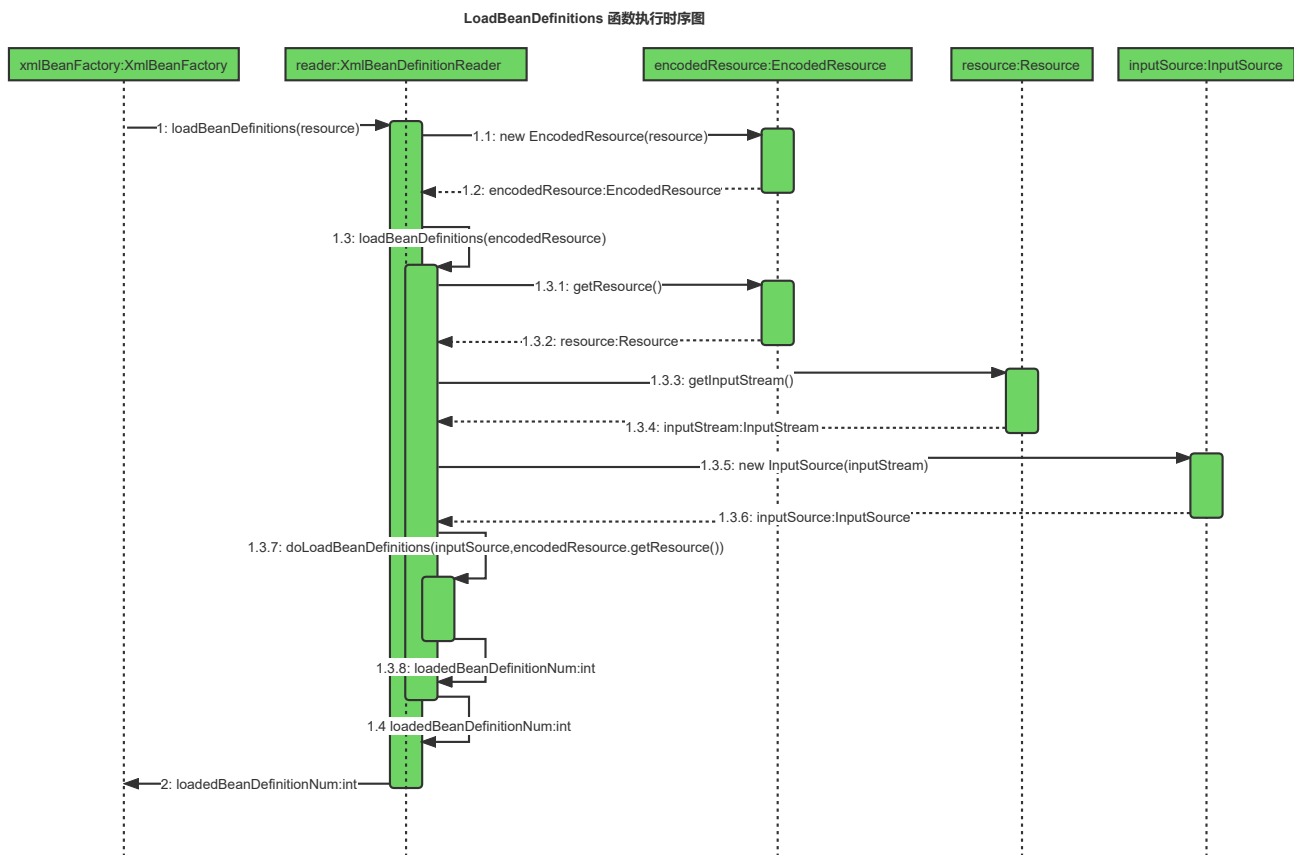 LoadBeanDefinitions 函数执行时序图
xmlBeanFactory:XmlBeanFactory
reader:XmlBeanDefinitionReader
encodedResource:EncodedResource
resource:Resource
inputSource:InputSource
1: loadBeanDefinitions(resource)
1.1: new EncodedResource(resource)
1.2: encodedResource:EncodedResource
1.3: loadBeanDefinitions(encodedResource)
1.3.1: getResource()
1.3.2: resource:Resource
1.3.3: getInputStream()
1.3.4: inputStream:InputStream
1.3.5: new InputSource(inputStream)
1.3.6: inputSource:InputSource
1.3.7: doLoadBeanDefinitions(inputSource,encodedResource.getResource())
1.3.8: loadedBeanDefinitionNum:int
1.4 loadedBeanDefinitionNum:int
2: loadedBeanDefinitionNum:int